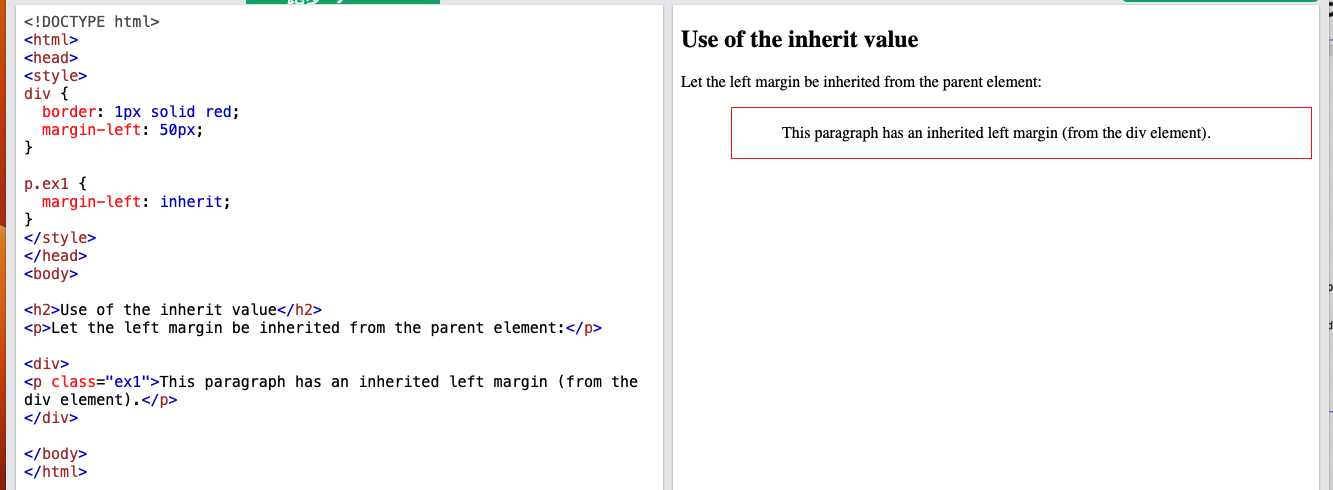 <!DOCTYPE html>
<html>
<head>
<style>
div {
  border: 1px solid red;
  margin-left: 50px;
}

p.ex1 {
  margin-left: inherit;
}
</style>
</head>
<body>

<h2>Use of the inherit value</h2>
<p>Let the left margin be inherited from the parent element:</p>

<div>
<p class="ex1">This paragraph has an inherited left margin (from the
div element).</p>
</div>

</body>
</html>
Use of the inherit value
Let the left margin be inherited from the parent element:
This paragraph has an inherited left margin (from the div element).